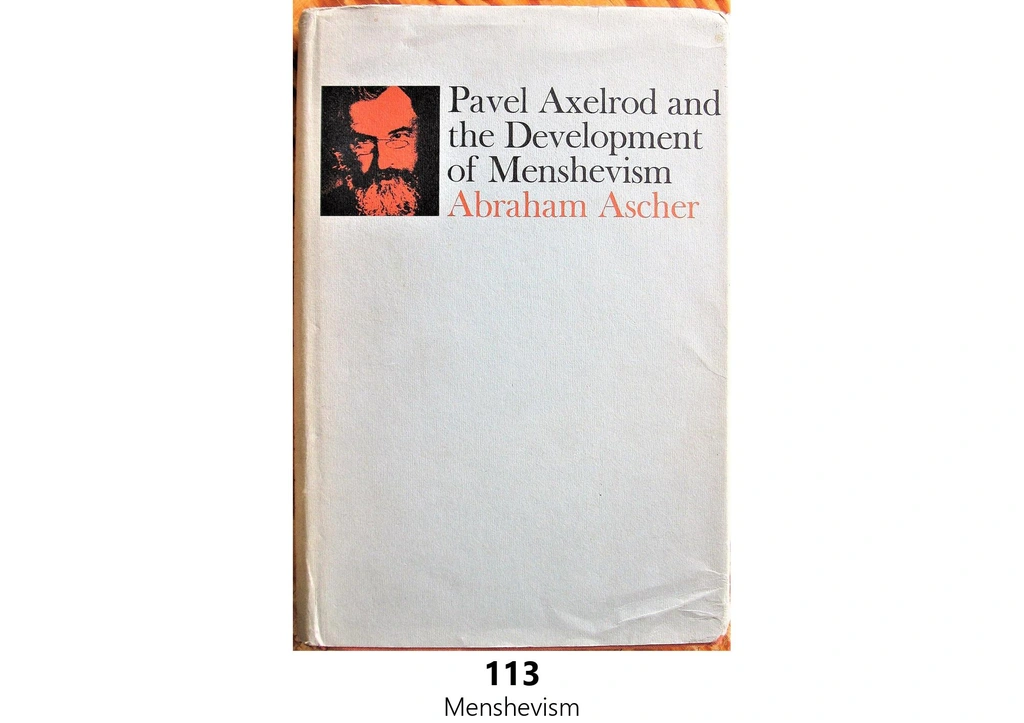 Pavel Axelrod and
the Development
of Menshevism
Abraham Ascher
113
Menshevism